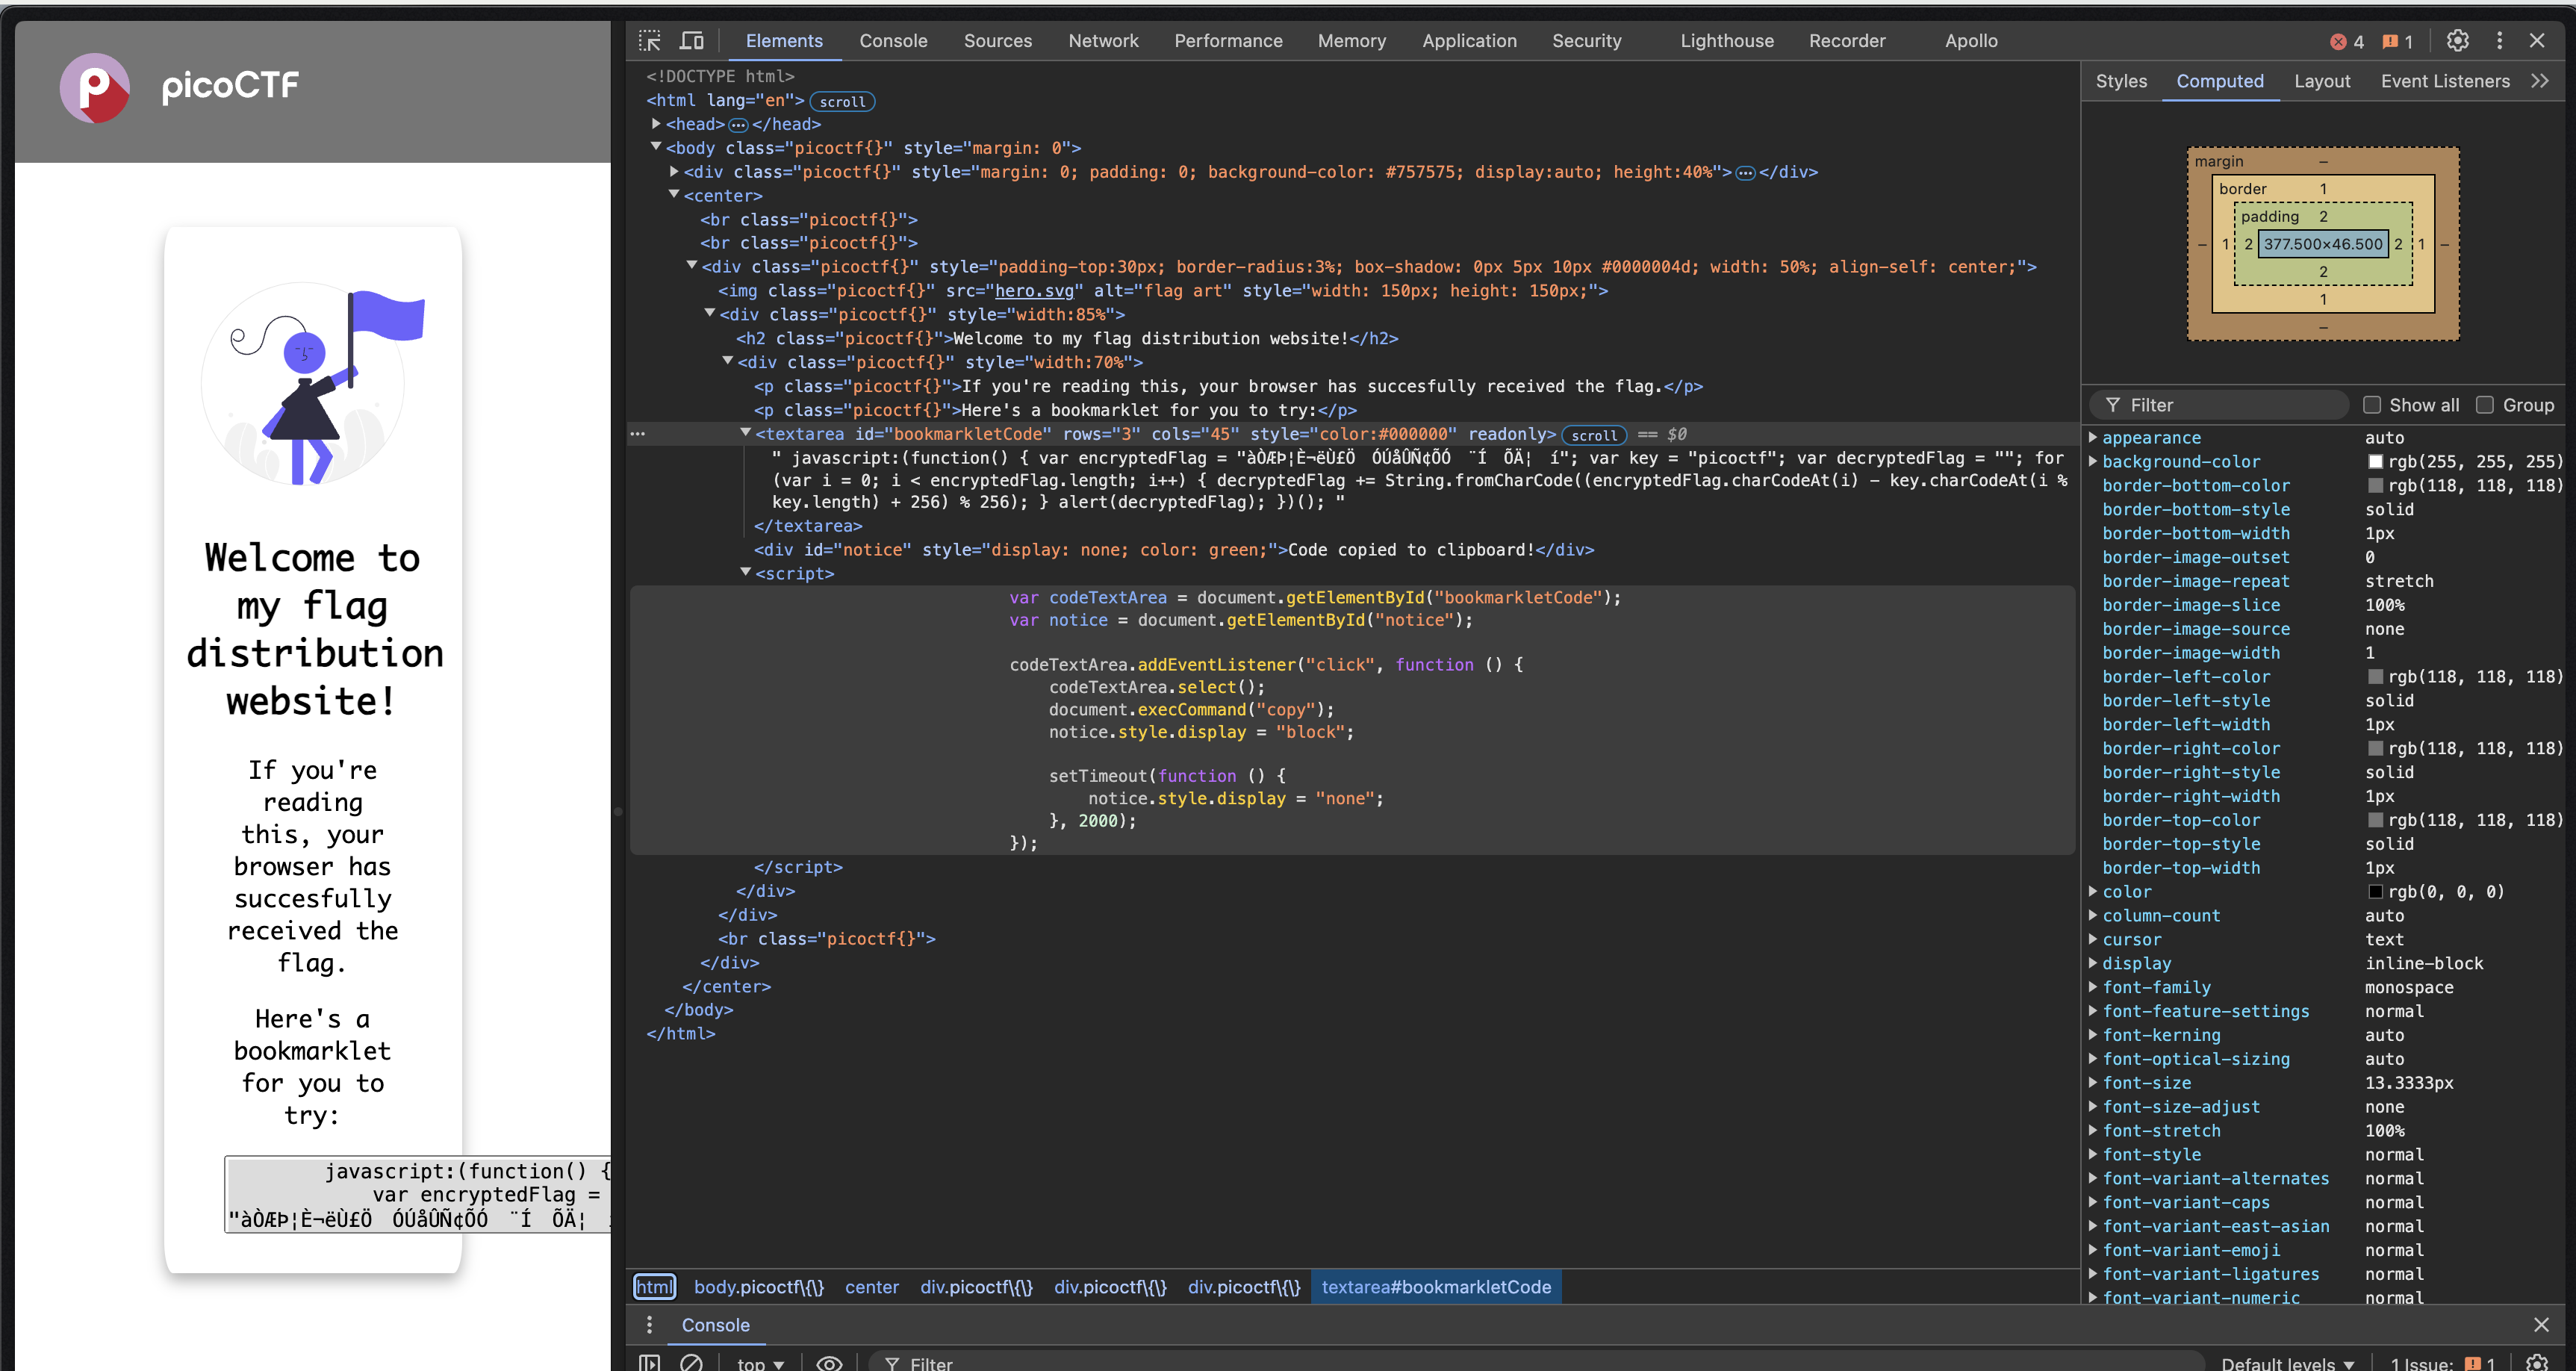 picoCTF
Welcome to
my flag
distribution
website!
If you're
reading
this, your
browser has
succesfully
received the
flag.
Here's a
bookmarklet
for you to
try:
javascript:(function() {
var encryptedFlag =
"àÒÆÞ¦È¬ëÙ£Ö ÓÚåÛÑ¢ÕÓ ¨Í ÕÄ¦
Elements Console Sources Network Performance Memory Application Security Lighthouse Recorder Apollo 4 1
<!DOCTYPE html>
<html lang="en"> scroll
<head> … </head>
<body class="picoctf{}" style="margin: 0">
<div class="picoctf{}" style="margin: 0; padding: 0; background-color: #757575; display:auto; height:40%"> … </div>
<center>
<br class="picoctf{}">
<br class="picoctf{}">
<div class="picoctf{}" style="padding-top:30px; border-radius:3%; box-shadow: 0px 5px 10px #0000004d; width: 50%; align-self: center;">
<img class="picoctf{}" src="hero.svg" alt="flag art" style="width: 150px; height: 150px;">
<div class="picoctf{}" style="width:85%">
<h2 class="picoctf{}">Welcome to my flag distribution website!</h2>
<div class="picoctf{}" style="width:70%">
<p class="picoctf{}">If you're reading this, your browser has succesfully received the flag.</p>
<p class="picoctf{}">Here's a bookmarklet for you to try:</p>
<textarea id="bookmarkletCode" rows="3" cols="45" style="color:#000000" readonly> scroll == $0
" javascript:(function() { var encryptedFlag = "àÒÆÞ¦È¬ëÙ£Ö ÓÚåÛÑ¢ÕÓ ¨Í ÕÄ¦ í"; var key = "picoctf"; var decryptedFlag = ""; for
(var i = 0; i < encryptedFlag.length; i++) { decryptedFlag += String.fromCharCode((encryptedFlag.charCodeAt(i) - key.charCodeAt(i %
key.length) + 256) % 256); } alert(decryptedFlag); })(); "
</textarea>
<div id="notice" style="display: none; color: green;">Code copied to clipboard!</div>
<script>
var codeTextArea = document.getElementById("bookmarkletCode");
var notice = document.getElementById("notice");
codeTextArea.addEventListener("click", function () {
codeTextArea.select();
document.execCommand("copy");
notice.style.display = "block";
setTimeout(function () {
notice.style.display = "none";
}, 2000);
});
</script>
</div>
</div>
<br class="picoctf{}">
</div>
</center>
</body>
</html>
html body.picoctf\{\} center div.picoctf\{\} div.picoctf\{\} div.picoctf\{\} textarea#bookmarkletCode
Console
top Filter Default levels 1 Issue: 1
Styles Computed Layout Event Listeners
margin –
border 1
padding 2
– 1 2 377.500×46.500 2 1 –
2
1
–
Filter Show all Group
appearance auto
background-color rgb(255, 255, 255)
border-bottom-color rgb(118, 118, 118)
border-bottom-style solid
border-bottom-width 1px
border-image-outset 0
border-image-repeat stretch
border-image-slice 100%
border-image-source none
border-image-width 1
border-left-color rgb(118, 118, 118)
border-left-style solid
border-left-width 1px
border-right-color rgb(118, 118, 118)
border-right-style solid
border-right-width 1px
border-top-color rgb(118, 118, 118)
border-top-style solid
border-top-width 1px
color rgb(0, 0, 0)
column-count auto
cursor text
display inline-block
font-family monospace
font-feature-settings normal
font-kerning auto
font-optical-sizing auto
font-size 13.3333px
font-size-adjust none
font-stretch 100%
font-style normal
font-variant-alternates normal
font-variant-caps normal
font-variant-east-asian normal
font-variant-emoji normal
font-variant-ligatures normal
font-variant-numeric normal